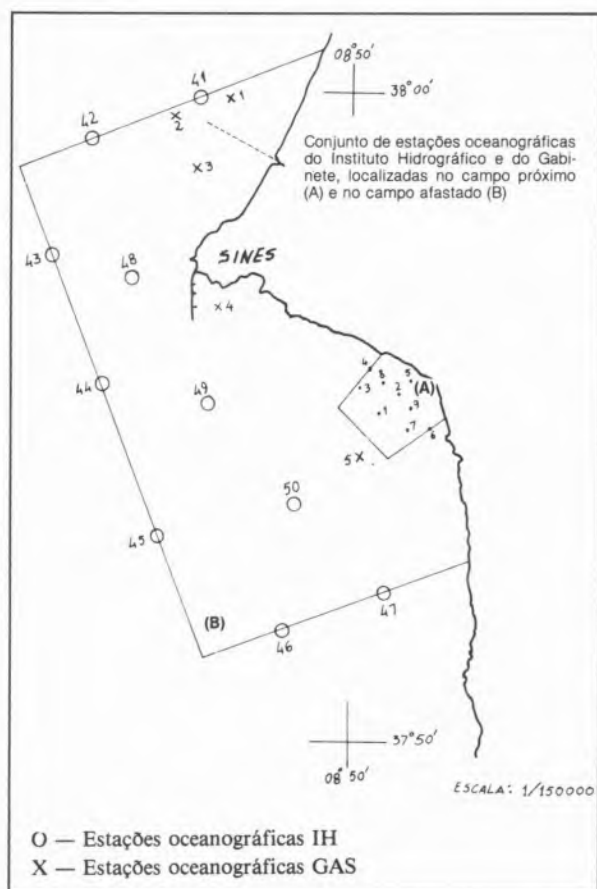 08°50'
38°00'
41
x1
x2
42
Conjunto de estações oceanográficas
do Instituto Hidrográfico e do Gabi-
nete, localizadas no campo próximo
(A) e no campo afastado (B)
x3
43
48
SINES
x4
44
49
4
8
5
3
2
(A)
1
9
7
6
5x
50
45
(B)
46
47
37°50'
08°50'
ESCALA: 1/150000
O — Estações oceanográficas IH
X — Estações oceanográficas GAS